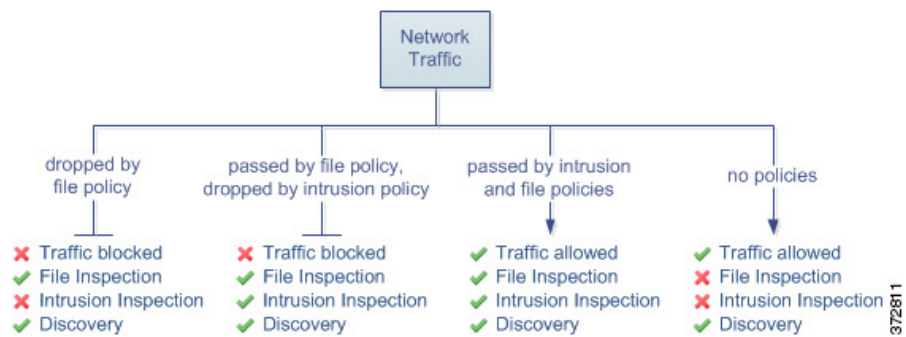 Network
Traffic
dropped by
file policy
passed by file policy,
dropped by intrusion policy
passed by intrusion
and file policies
no policies
Traffic blocked
File Inspection
Intrusion Inspection
Discovery
Traffic blocked
File Inspection
Intrusion Inspection
Discovery
Traffic allowed
File Inspection
Intrusion Inspection
Discovery
Traffic allowed
File Inspection
Intrusion Inspection
Discovery
372811